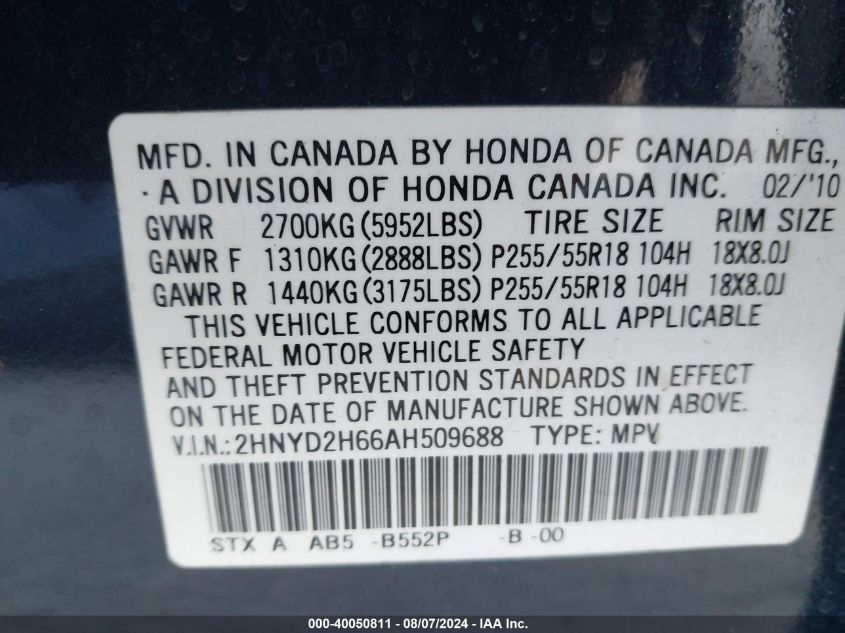 MFD. IN CANADA BY HONDA OF CANADA MFG.,
· A DIVISION OF HONDA CANADA INC. 02/'10
GVWR 2700KG (5952LBS) TIRE SIZE RIM SIZE
GAWR F 1310KG (2888LBS) P255/55R18 104H 18X8.0J
GAWR R 1440KG (3175LBS) P255/55R18 104H 18X8.0J
THIS VEHICLE CONFORMS TO ALL APPLICABLE
FEDERAL MOTOR VEHICLE SAFETY
AND THEFT PREVENTION STANDARDS IN EFFECT
ON THE DATE OF MANUFACTURE SHOWN ABOVE.
V.I.N.: 2HNYD2H66AH509688 TYPE: MPV
STX A AB5 -B552P -B -00
000-40050811 — 08/07/2024 — IAA Inc.